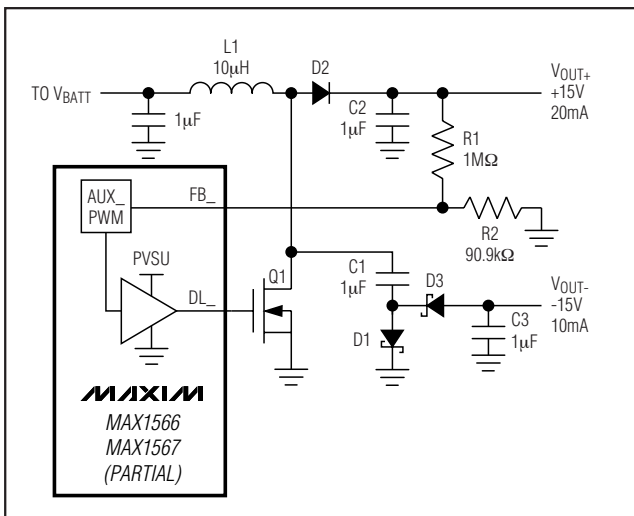 L1
10µH
D2
TO VBATT
1µF
C2
1µF
VOUT+
+15V
20mA
R1
1MΩ
AUX_
PWM
FB_
R2
90.9kΩ
PVSU
DL_
Q1
C1
1µF
D3
VOUT-
-15V
10mA
D1
C3
1µF
MAXIM
MAX1566
MAX1567
(PARTIAL)